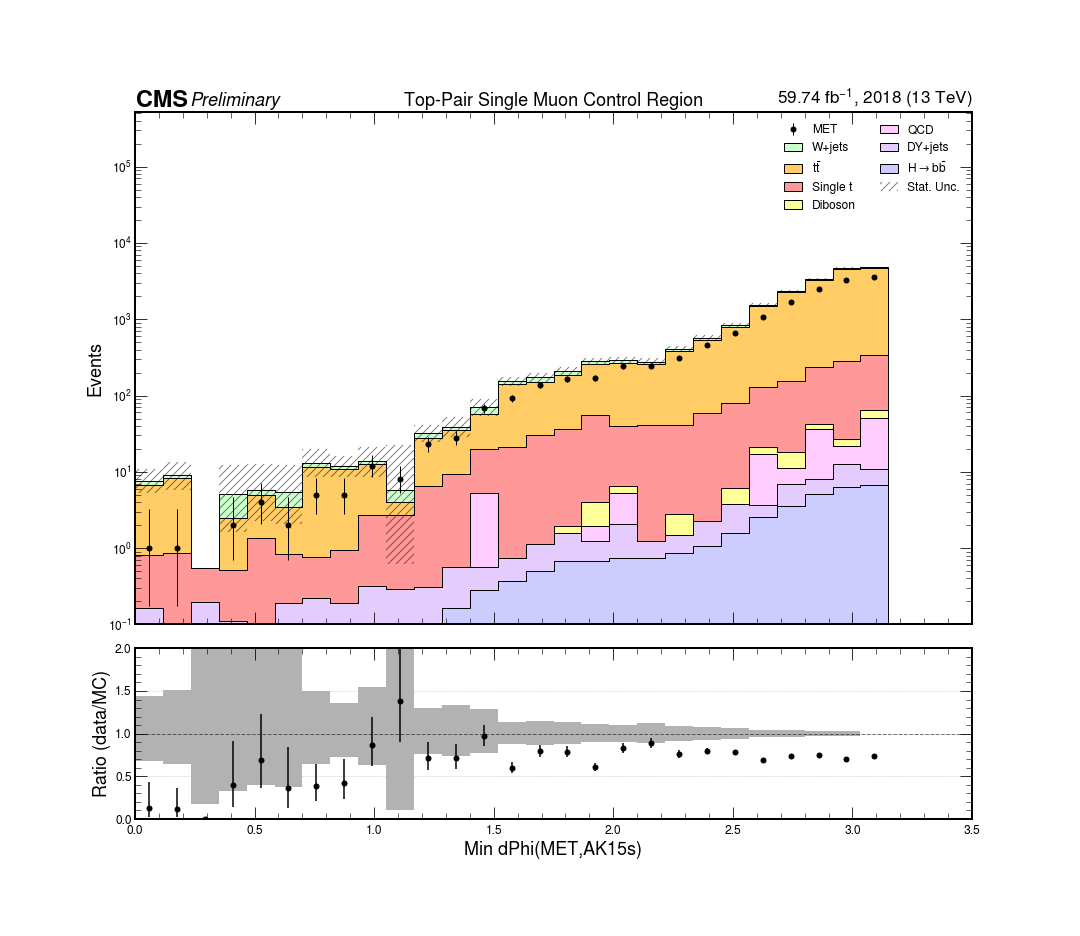 CMS Preliminary Top-Pair Single Muon Control Region 59.74 fb⁻¹, 2018 (13 TeV)
MET
W+jets
tt̄
Single t
Diboson
QCD
DY+jets
H→bb̄
Stat. Unc.
Events
10⁵
10⁴
10³
10²
10¹
10⁰
10⁻¹
Ratio (data/MC)
2.0
1.5
1.0
0.5
0.0
0.0 0.5 1.0 1.5 2.0 2.5 3.0 3.5
Min dPhi(MET,AK15s)